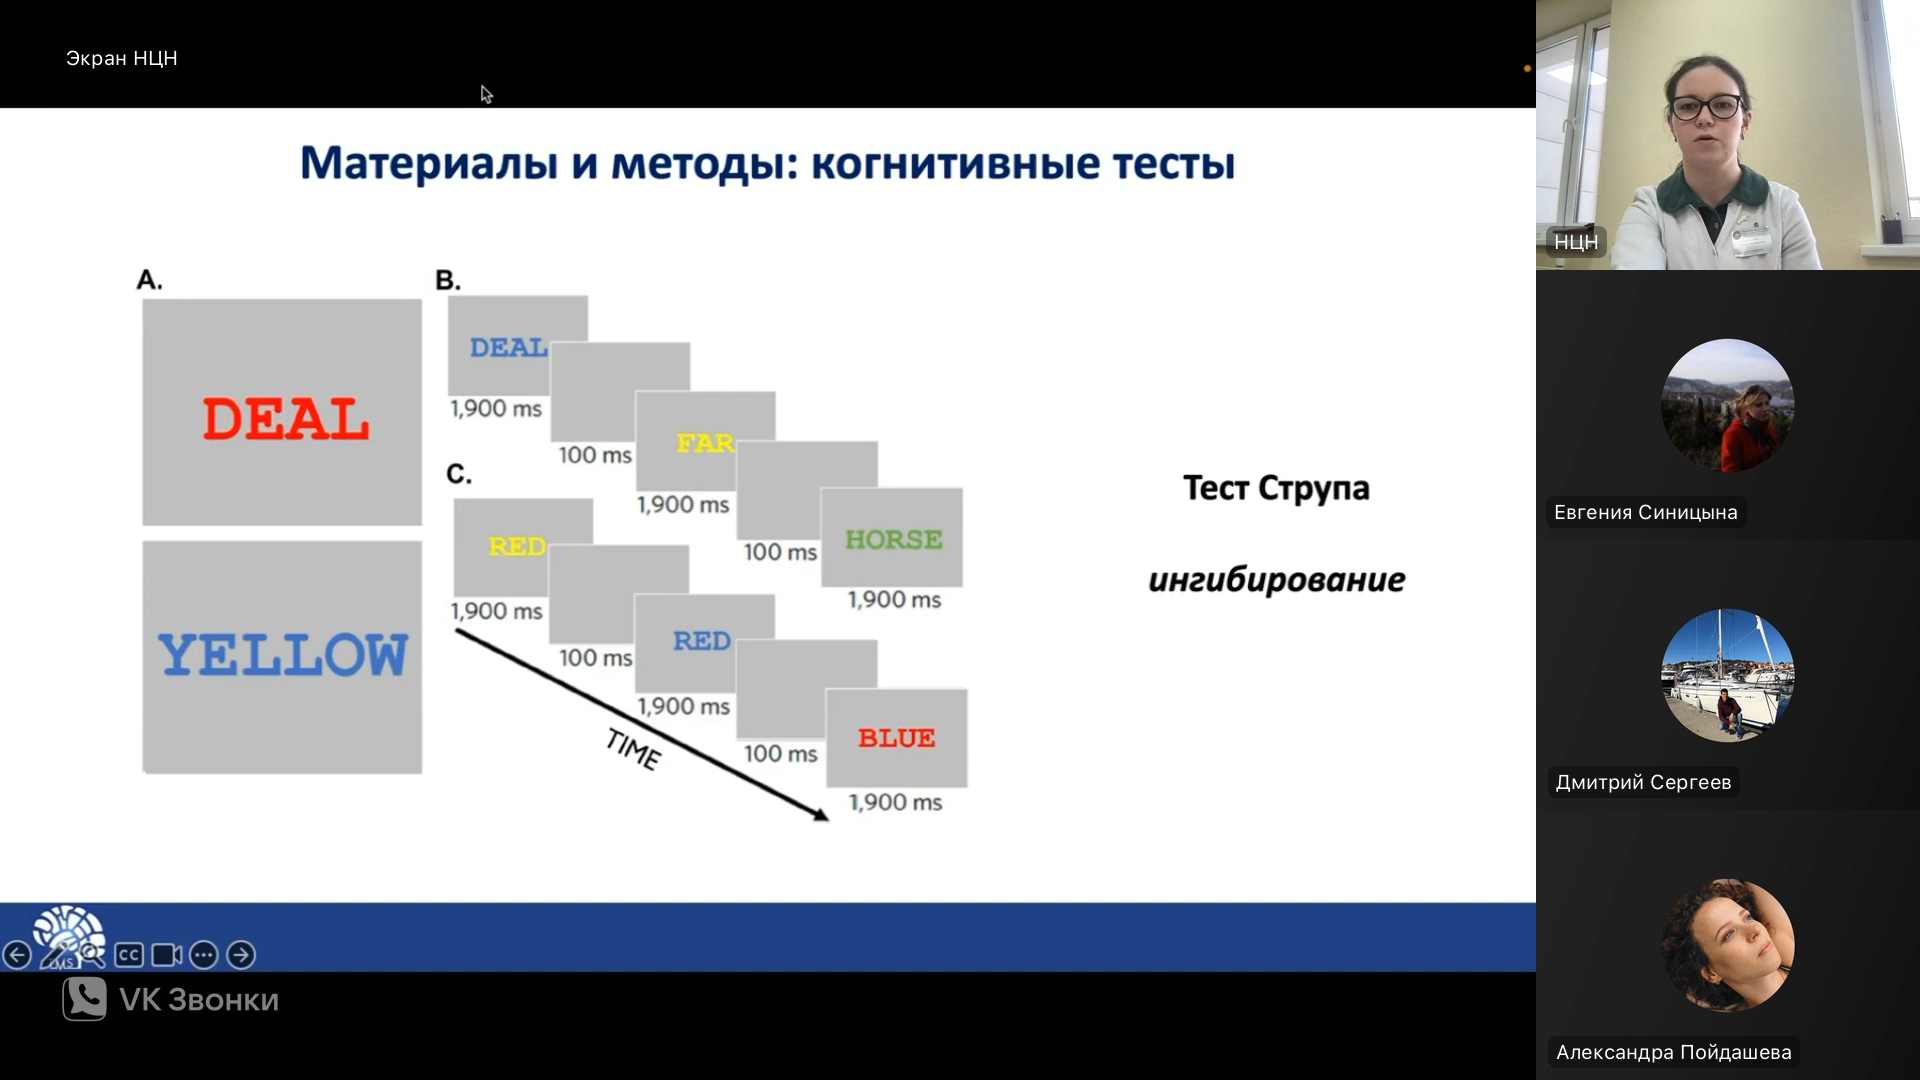 Экран НЦН
Материалы и методы: когнитивные тесты
A.
DEAL
YELLOW
B.
DEAL
1,900 ms
100 ms
FAR
1,900 ms
100 ms
HORSE
1,900 ms
C.
RED
1,900 ms
100 ms
RED
1,900 ms
100 ms
BLUE
1,900 ms
TIME
Тест Струпа
ингибирование
CC
VK Звонки
НЦН
Евгения Синицына
Дмитрий Сергеев
Александра Пойдашева